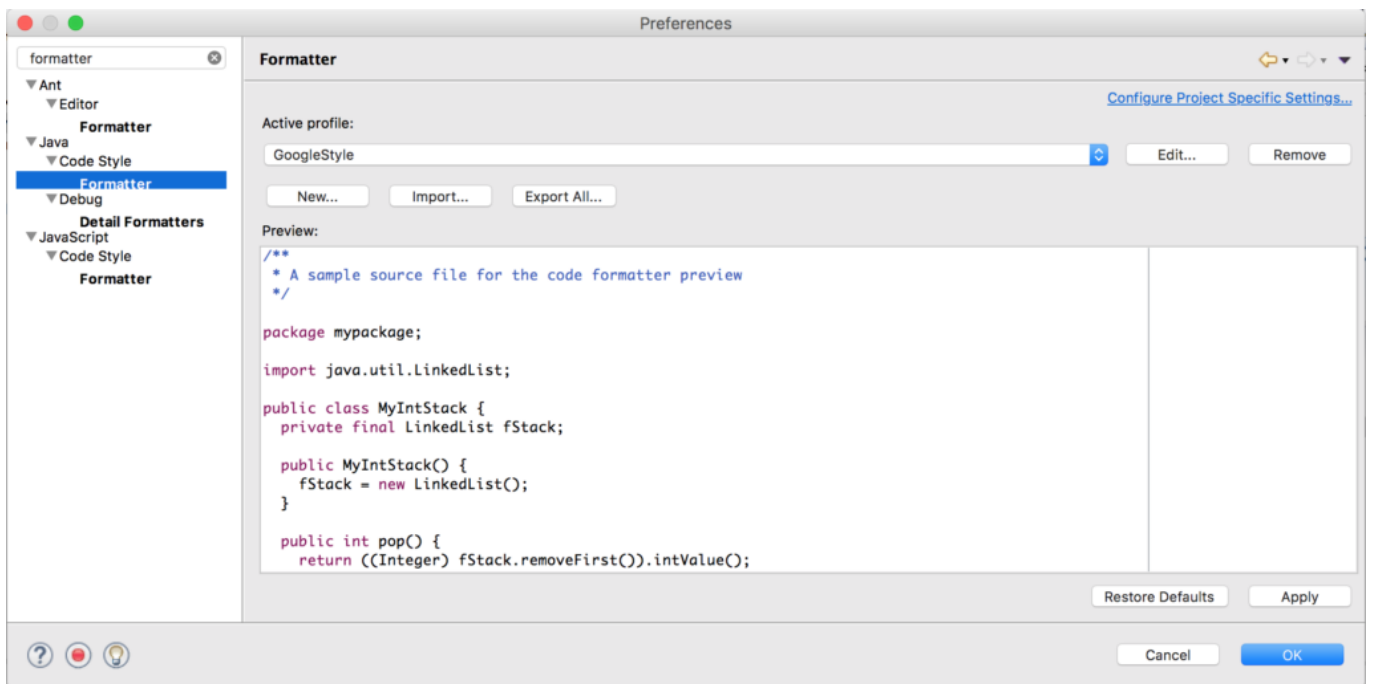 Preferences
formatter
Ant
Editor
Formatter
Java
Code Style
Formatter
Debug
Detail Formatters
JavaScript
Code Style
Formatter
Formatter
Configure Project Specific Settings...
Active profile:
GoogleStyle
Edit...
Remove
New...
Import...
Export All...
Preview:
/**
 * A sample source file for the code formatter preview
 */
package mypackage;
import java.util.LinkedList;
public class MyIntStack {
  private final LinkedList fStack;
  public MyIntStack() {
    fStack = new LinkedList();
  }
  public int pop() {
    return ((Integer) fStack.removeFirst()).intValue();
Restore Defaults
Apply
?
Cancel
OK